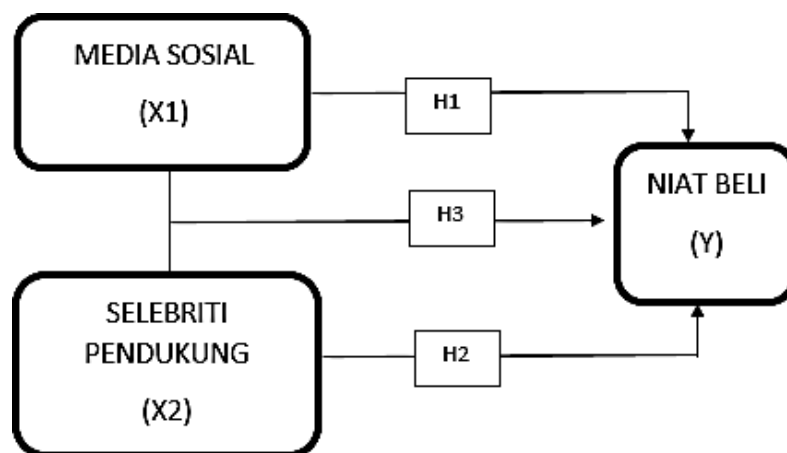 MEDIA SOSIAL
(X1)
H1
NIAT BELI
(Y)
H3
SELEBRITI
PENDUKUNG
(X2)
H2